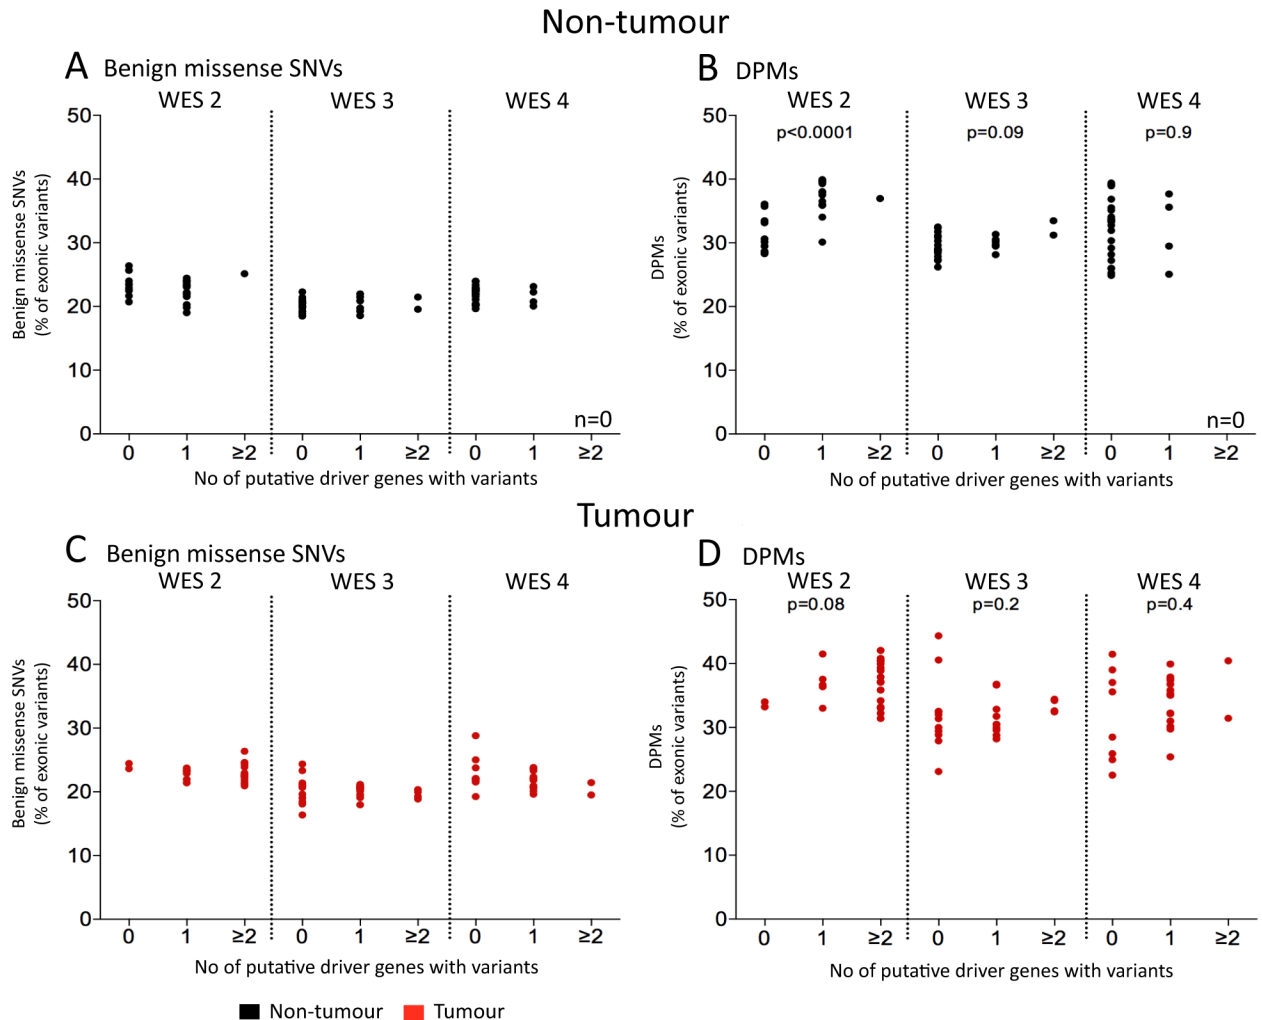 Non-tumour
A Benign missense SNVs
WES 2 WES 3 WES 4
50
40
30
20
10
0
Benign missense SNVs
(% of exonic variants)
n=0
0 1 ≥2 0 1 ≥2 0 1 ≥2
No of putative driver genes with variants
B DPMs
WES 2 WES 3 WES 4
p<0.0001 p=0.09 p=0.9
50
40
30
20
10
0
DPMs
(% of exonic variants)
n=0
0 1 ≥2 0 1 ≥2 0 1 ≥2
No of putative driver genes with variants
Tumour
C Benign missense SNVs
WES 2 WES 3 WES 4
50
40
30
20
10
0
Benign missense SNVs
(% of exonic variants)
0 1 ≥2 0 1 ≥2 0 1 ≥2
No of putative driver genes with variants
D DPMs
WES 2 WES 3 WES 4
p=0.08 p=0.2 p=0.4
50
40
30
20
10
0
DPMs
(% of exonic variants)
0 1 ≥2 0 1 ≥2 0 1 ≥2
No of putative driver genes with variants
Non-tumour Tumour